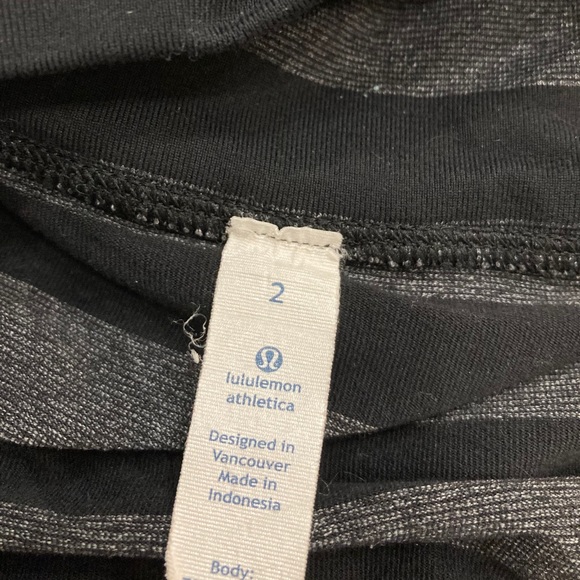 2
lululemon
athletica
Designed in
Vancouver
Made in
Indonesia
Body: